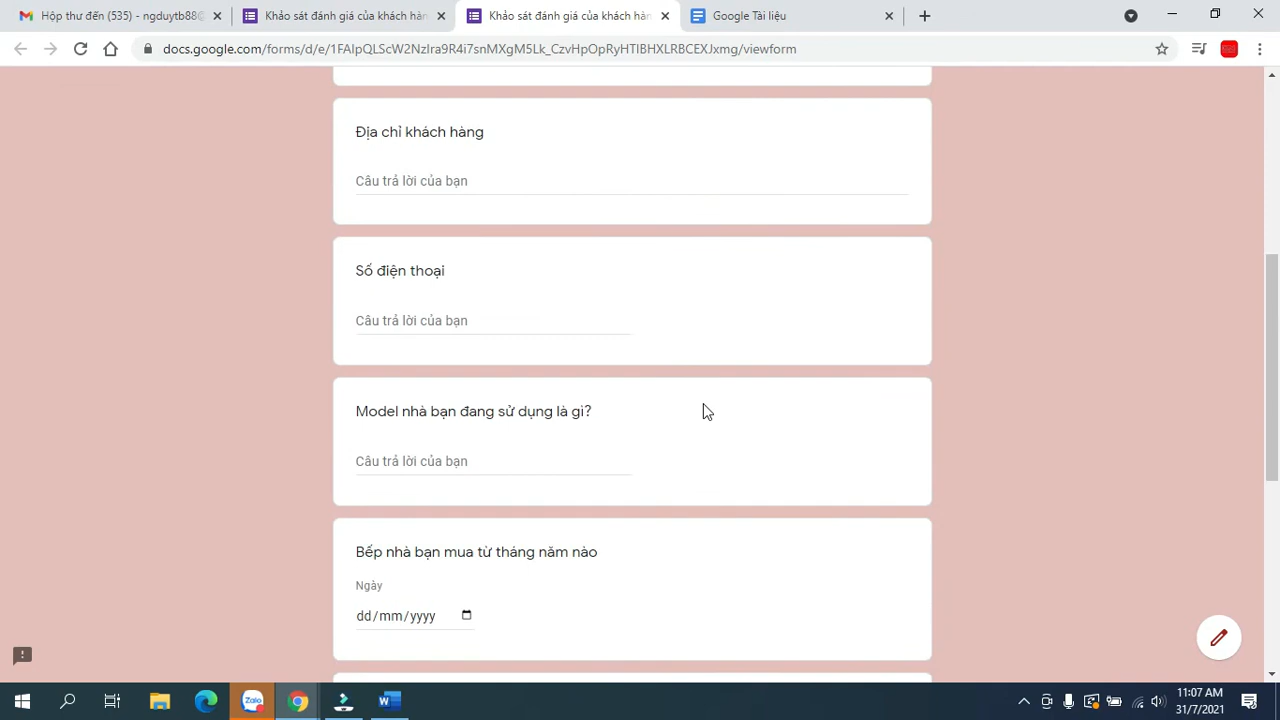 Hộp thư đến (535) - ngduytb88@
Khảo sát đánh giá của khách hà
Khảo sát đánh giá của khách hàn
Google Tài liệu
docs.google.com/forms/d/e/1FAIpQLScW2NzIra9R4i7snMXgM5Lk_CzvHpOpRyHTIBHXLRBCEXJxmg/viewform
Địa chỉ khách hàng
Câu trả lời của bạn
Số điện thoại
Câu trả lời của bạn
Model nhà bạn đang sử dụng là gì?
Câu trả lời của bạn
Bếp nhà bạn mua từ tháng năm nào
Ngày
dd/mm/yyyy
Zalo
11:07 AM
31/7/2021